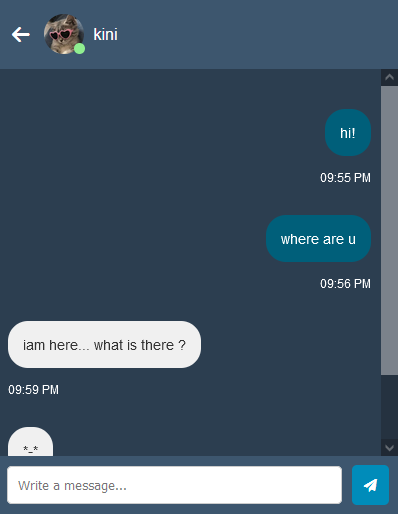 kini
hi!
09:55 PM
where are u
09:56 PM
iam here... what is there ?
09:59 PM
*-*
Write a message...